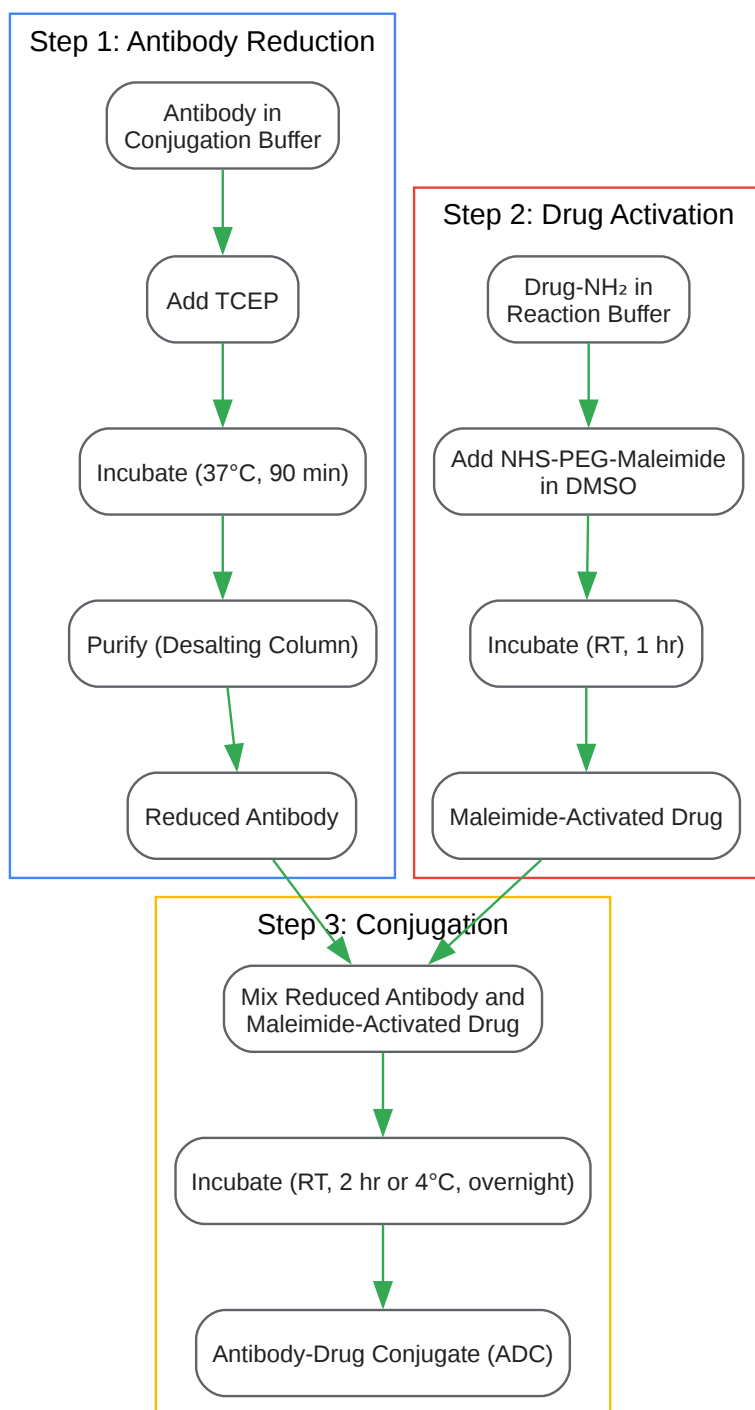 Step 1: Antibody Reduction
Antibody in
Conjugation Buffer
Add TCEP
Incubate (37°C, 90 min)
Purify (Desalting Column)
Reduced Antibody
Step 2: Drug Activation
Drug-NH₂ in
Reaction Buffer
Add NHS-PEG-Maleimide
in DMSO
Incubate (RT, 1 hr)
Maleimide-Activated Drug
Step 3: Conjugation
Mix Reduced Antibody and
Maleimide-Activated Drug
Incubate (RT, 2 hr or 4°C, overnight)
Antibody-Drug Conjugate (ADC)